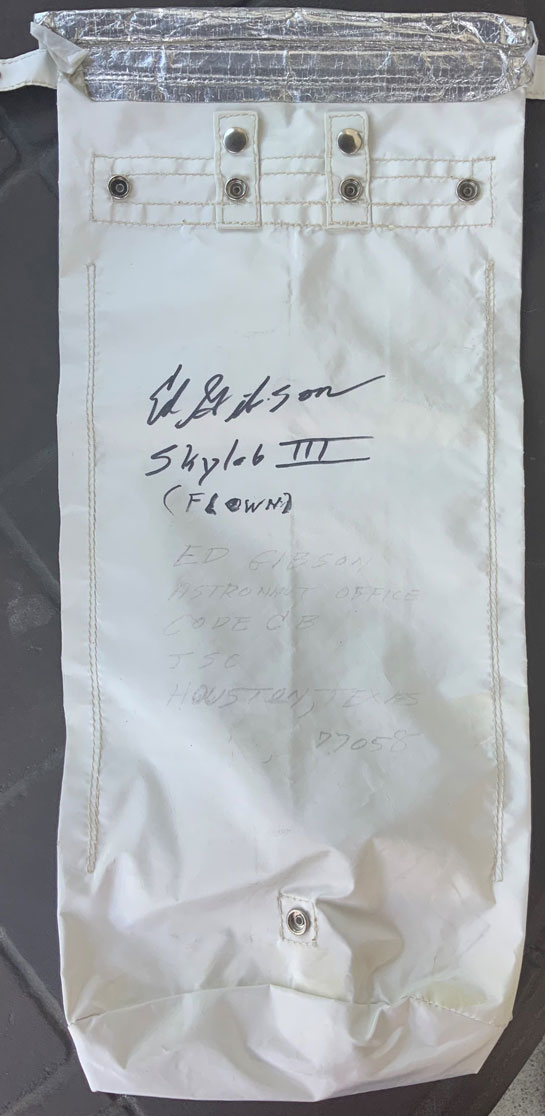 Ed Gibson
Skylab III
(FLOWN)
ED GIBSON
ASTRONAUT OFFICE
CODE CB
JSC
HOUSTON, TEXAS
77058